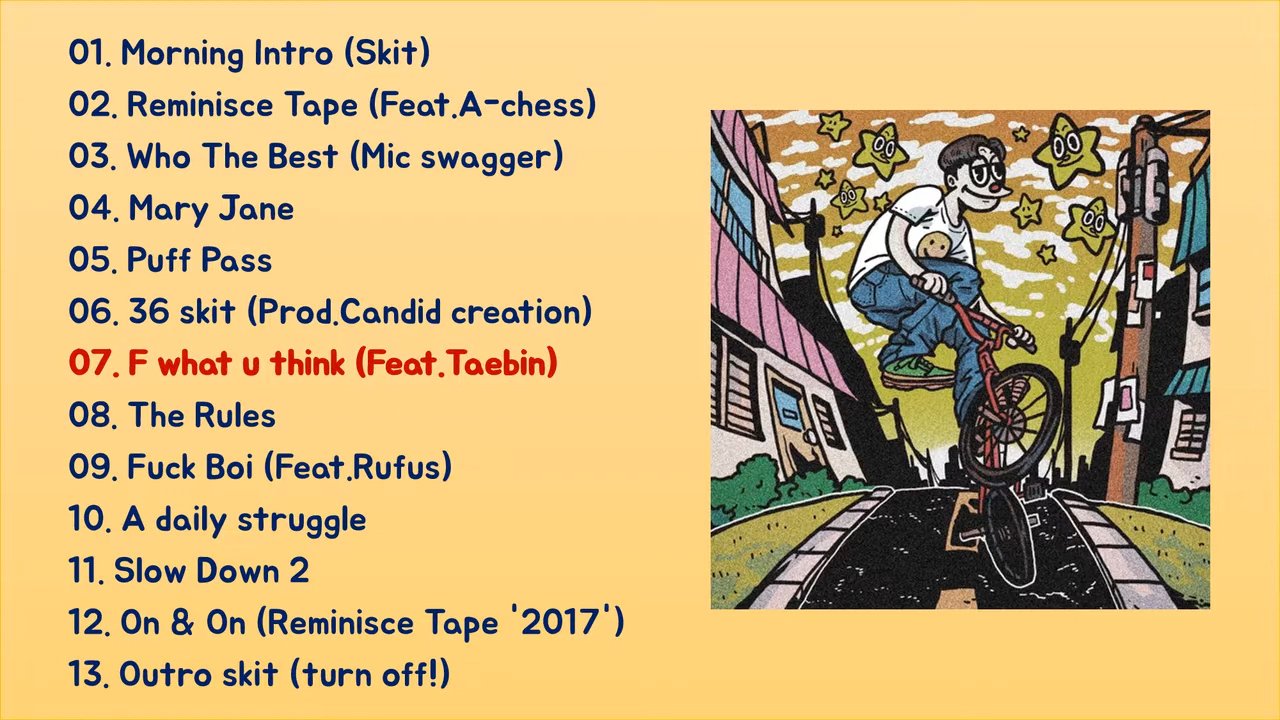 01. Morning Intro (Skit)
02. Reminisce Tape (Feat.A-chess)
03. Who The Best (Mic swagger)
04. Mary Jane
05. Puff Pass
06. 36 skit (Prod.Candid creation)
07. F what u think (Feat.Taebin)
08. The Rules
09. Fuck Boi (Feat.Rufus)
10. A daily struggle
11. Slow Down 2
12. On & On (Reminisce Tape '2017')
13. Outro skit (turn off!)